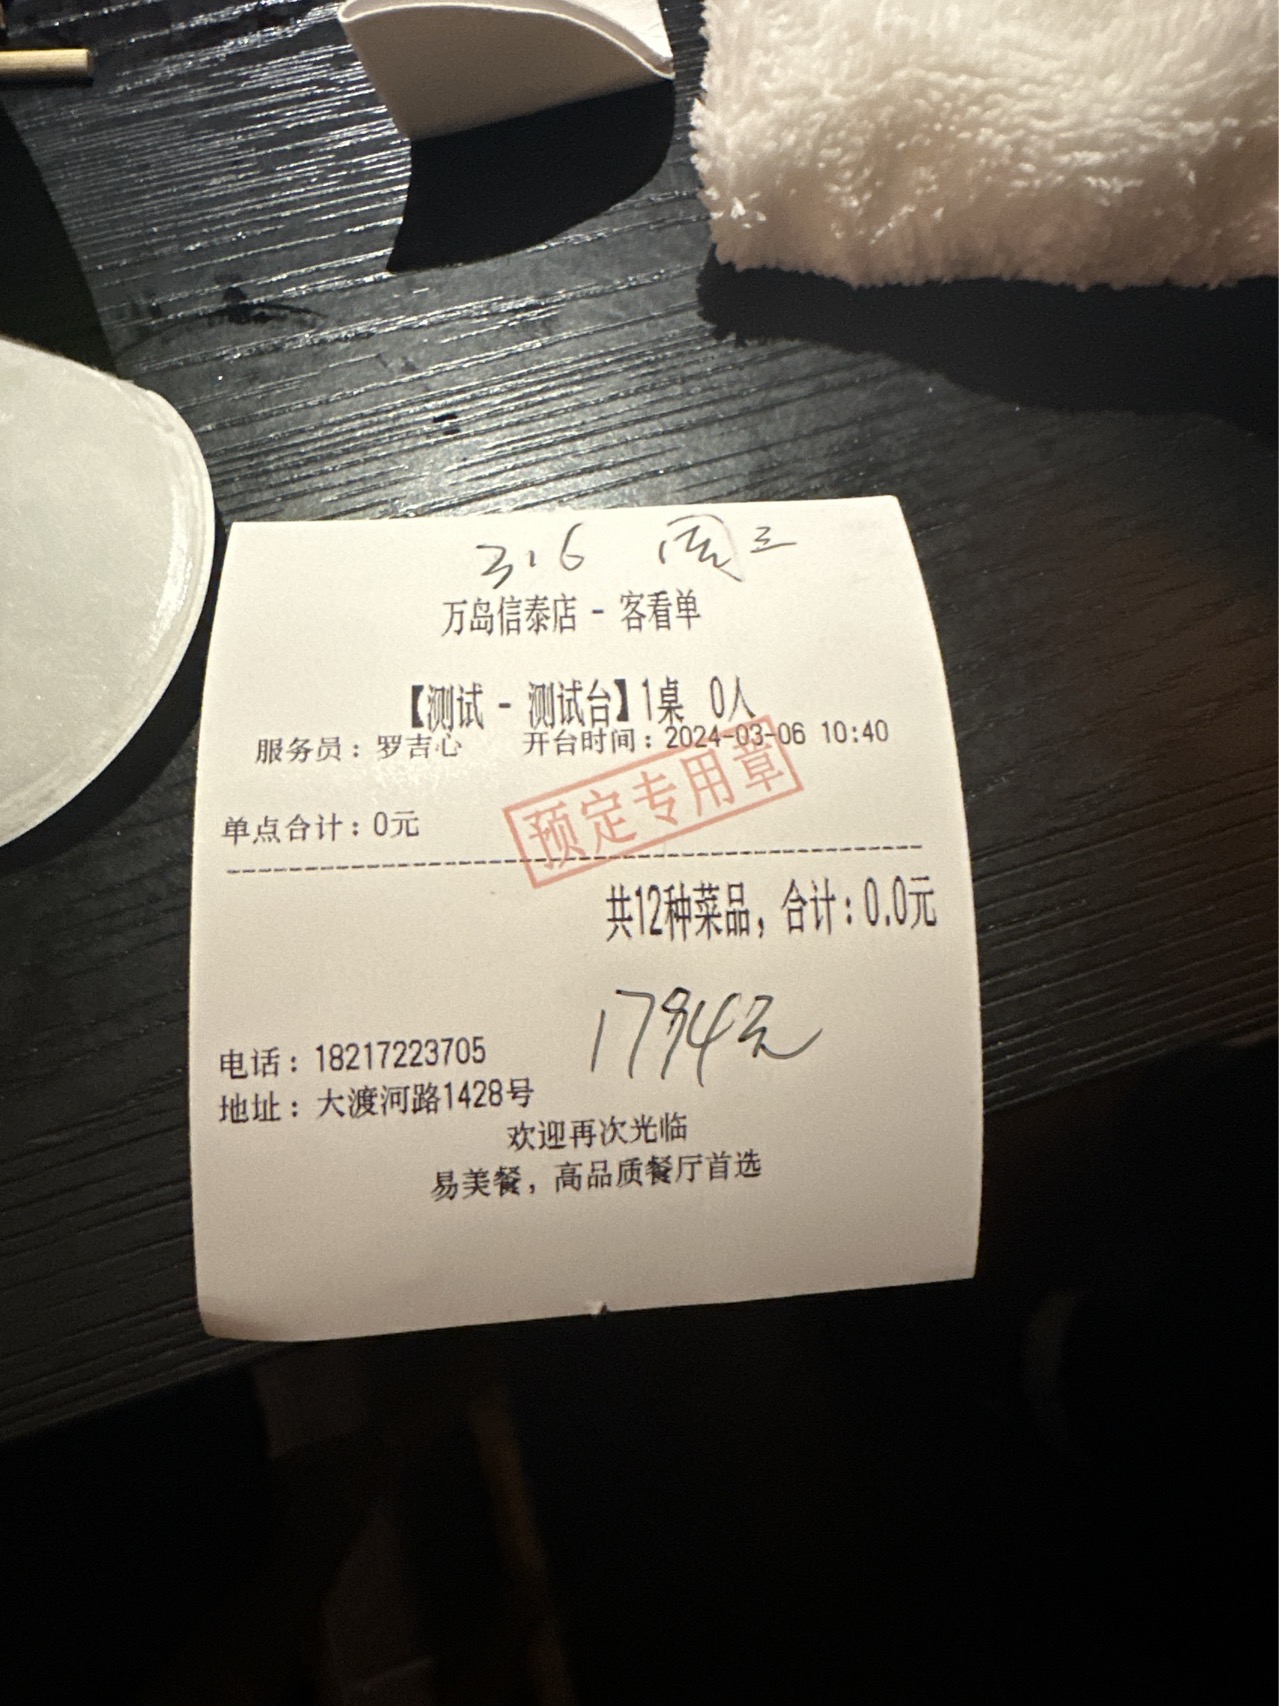 3.6 周三
万岛信泰店 - 客看单
【测试 - 测试台】1桌 0人
服务员：罗吉心 开台时间：2024-03-06 10:40
预定专用章
单点合计：0元
共12种菜品，合计：0.0元
1794元
电话：18217223705
地址：大渡河路1428号
欢迎再次光临
易美餐，高品质餐厅首选